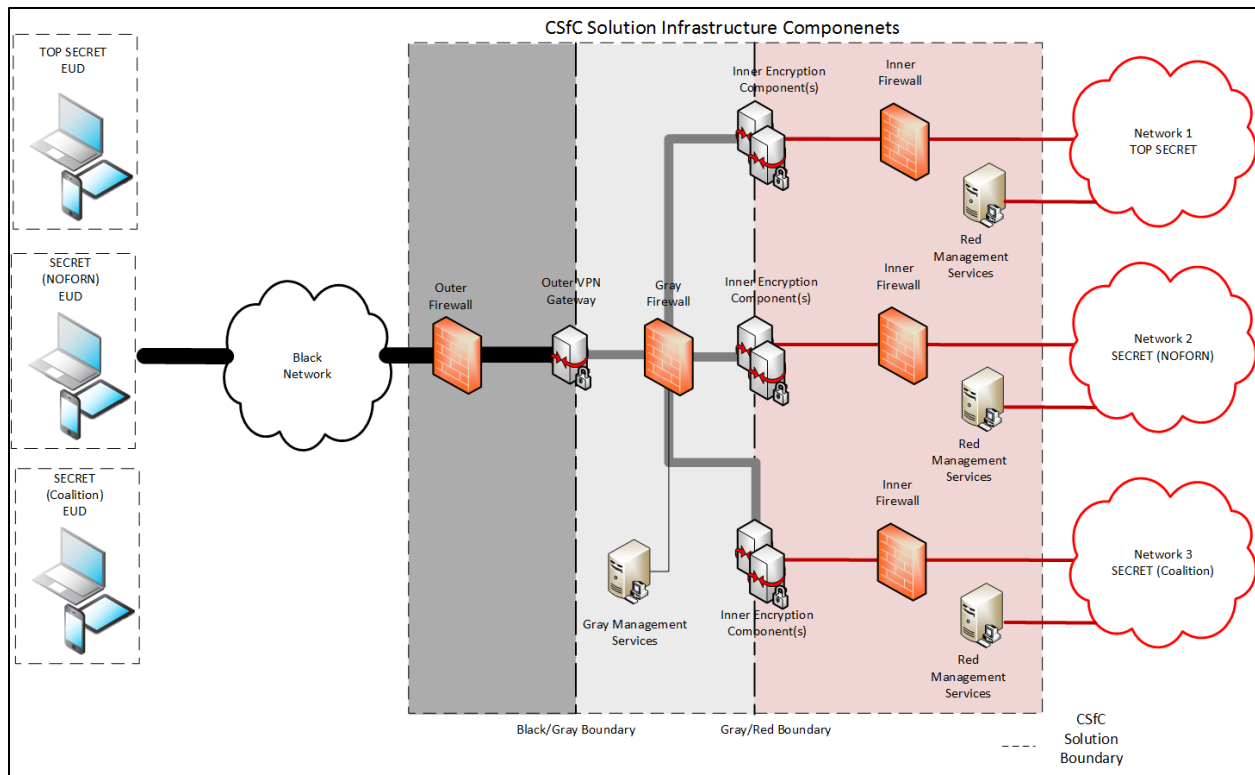 CSfC Solution Infrastructure Componenets
TOP SECRET
EUD
SECRET
(NOFORN)
EUD
SECRET
(Coalition)
EUD
Black
Network
Outer
Firewall
Outer VPN
Gateway
Gray
Firewall
Gray Management
Services
Inner Encryption
Component(s)
Inner
Firewall
Red
Management
Services
Network 1
TOP SECRET
Inner Encryption
Component(s)
Inner
Firewall
Red
Management
Services
Network 2
SECRET (NOFORN)
Inner Encryption
Component(s)
Inner
Firewall
Red
Management
Services
Network 3
SECRET (Coalition)
Black/Gray Boundary
Gray/Red Boundary
CSfC
Solution
Boundary